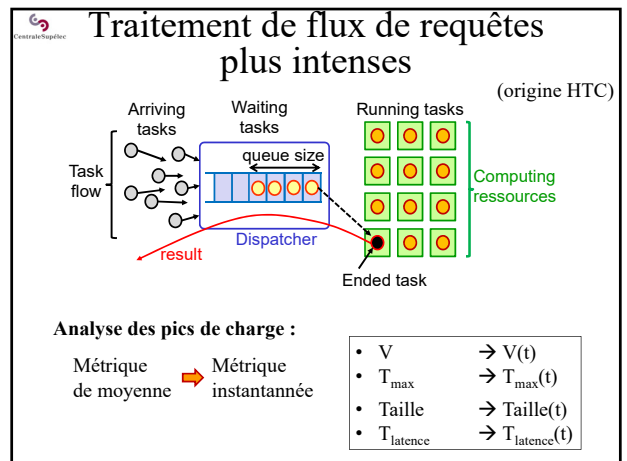 CentraleSupélec
Traitement de flux de requêtes
plus intenses
(origine HTC)
Arriving
tasks
Waiting
tasks
Running tasks
Task
flow
queue size
Computing
ressources
Dispatcher
result
Ended task
Analyse des pics de charge :
Métrique
de moyenne
Métrique
instantannée
• V → V(t)
• Tmax → Tmax(t)
• Taille → Taille(t)
• Tlatence → Tlatence(t)